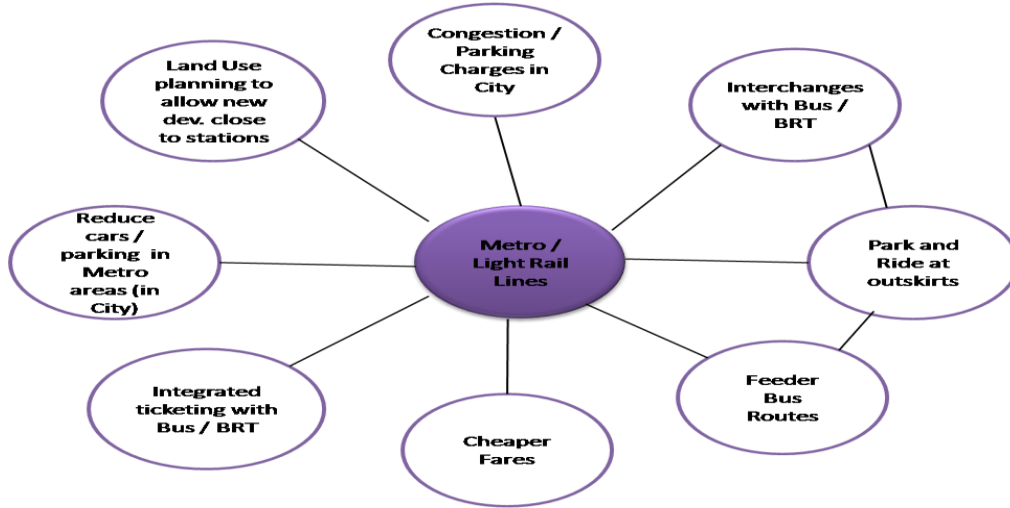 Congestion /
Parking
Charges in
City
Land Use
planning to
allow new
dev. close
to stations
Interchanges
with Bus /
BRT
Reduce
cars /
parking in
Metro
areas (in
City)
Metro /
Light Rail
Lines
Park and
Ride at
outskirts
Integrated
ticketing with
Bus / BRT
Feeder
Bus
Routes
Cheaper
Fares